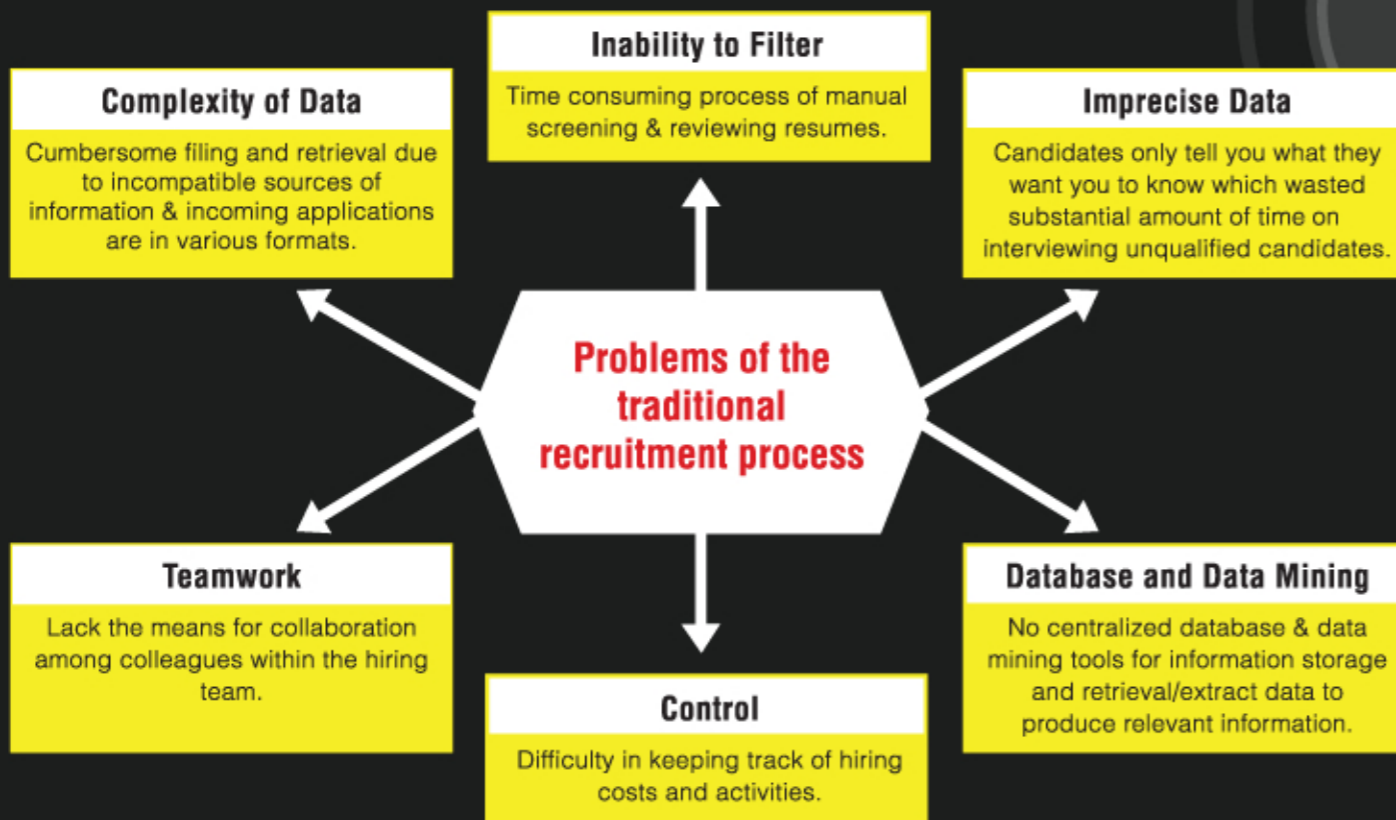 Inability to Filter
Time consuming process of manual
screening & reviewing resumes.
Complexity of Data
Cumbersome filing and retrieval due
to incompatible sources of
information & incoming applications
are in various formats.
Imprecise Data
Candidates only tell you what they
want you to know which wasted
substantial amount of time on
interviewing unqualified candidates.
Problems of the
traditional
recruitment process
Teamwork
Lack the means for collaboration
among colleagues within the hiring
team.
Control
Difficulty in keeping track of hiring
costs and activities.
Database and Data Mining
No centralized database & data
mining tools for information storage
and retrieval/extract data to
produce relevant information.